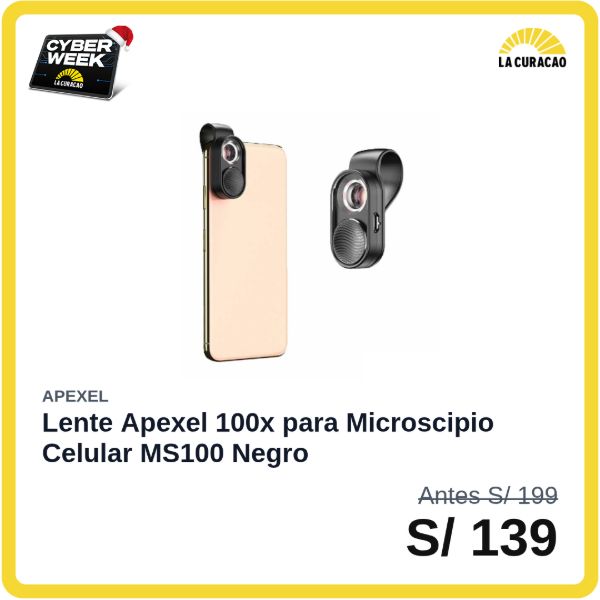 CYBER
WEEK
LA CURACAO
LA CURACAO
APEXEL
Lente Apexel 100x para Microscipio
Celular MS100 Negro
Antes S/ 199
S/ 139